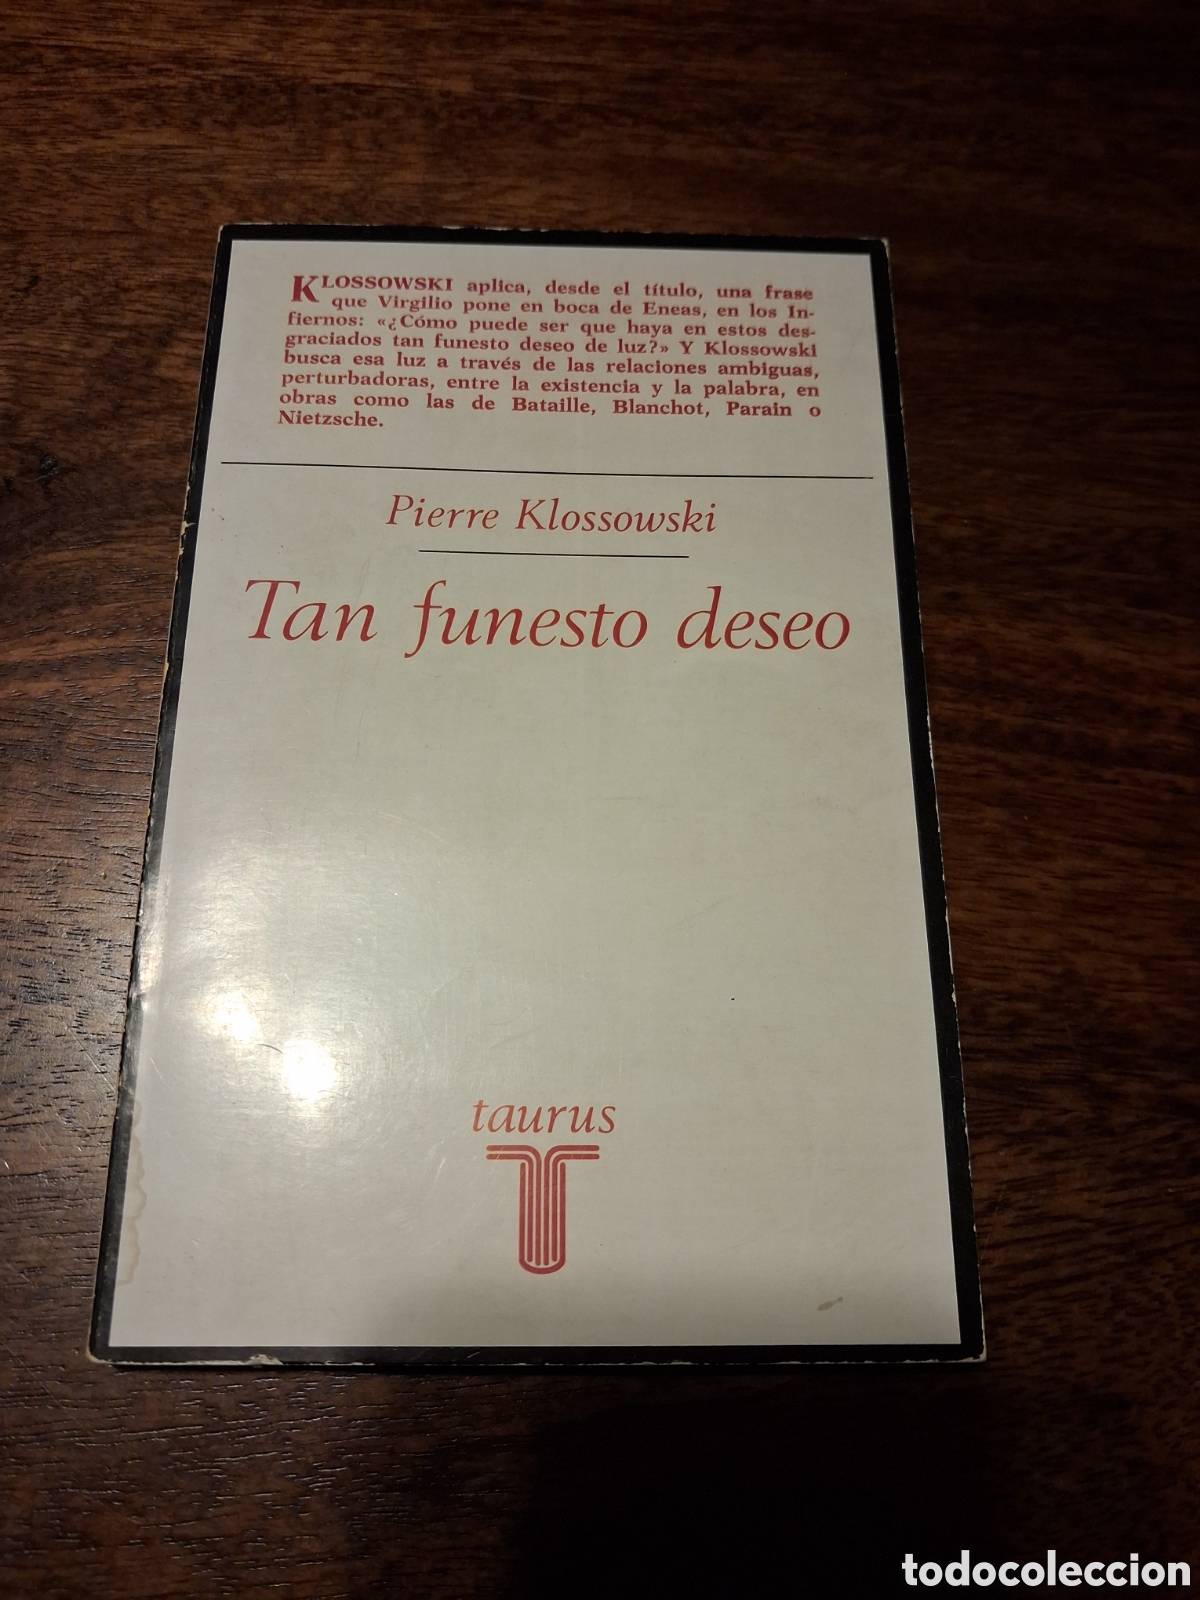 KLOSSOWSKI aplica, desde el título, una frase
que Virgilio pone en boca de Eneas, en los In-
fiernos: «¿Cómo puede ser que haya en estos des-
graciados tan funesto deseo de luz?» Y Klossowski
busca esa luz a través de las relaciones ambiguas,
perturbadoras, entre la existencia y la palabra, en
obras como las de Bataille, Blanchot, Parain o
Nietzsche.
Pierre Klossowski
Tan funesto deseo
taurus
todocoleccion